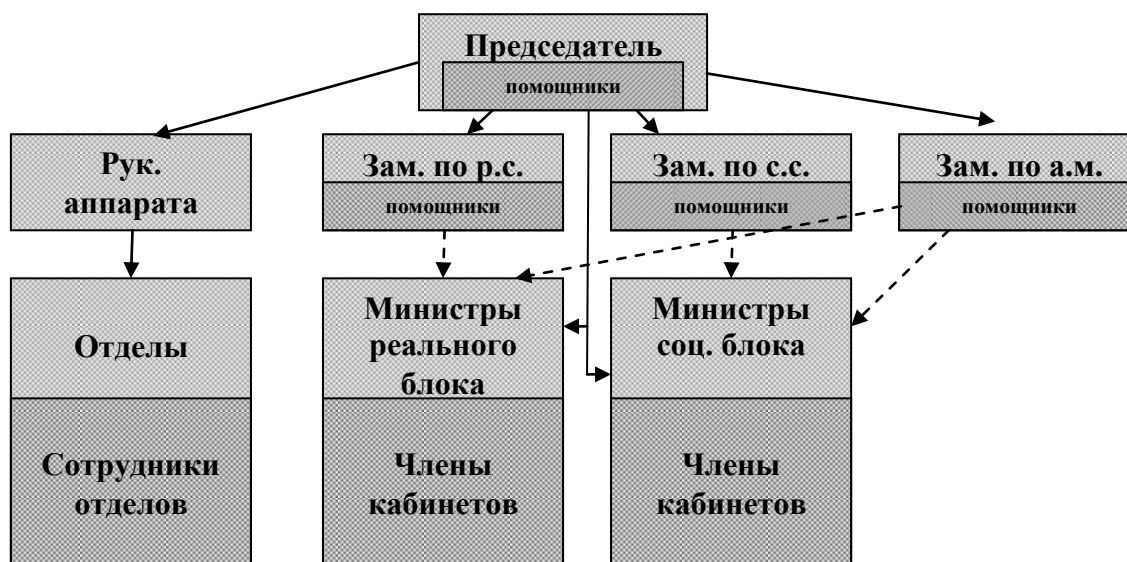 Председатель
помощники
Рук.
аппарата
Зам. по р.с.
помощники
Зам. по с.с.
помощники
Зам. по а.м.
помощники
Отделы
Министры
реального
блока
Министры
соц. блока
Сотрудники
отделов
Члены
кабинетов
Члены
кабинетов